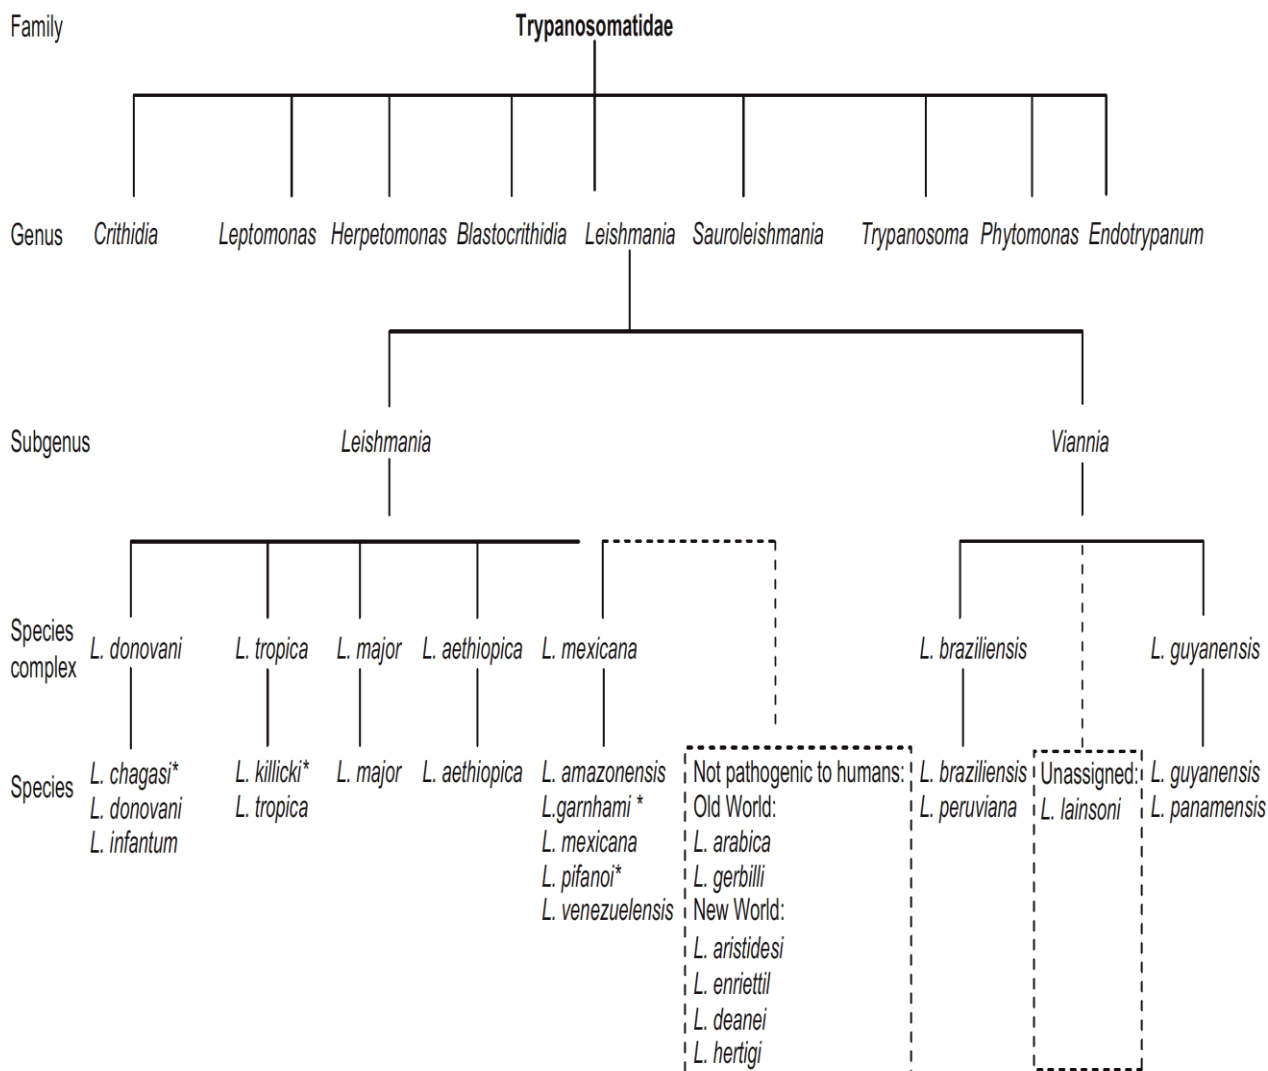 Family Trypanosomatidae
Genus Crithidia Leptomonas Herpetomonas Blastocrithidia Leishmania Sauroleishmania Trypanosoma Phytomonas Endotrypanum
Subgenus Leishmania Viannia
Species
complex
L. donovani L. tropica L. major L. aethiopica L. mexicana L. braziliensis L. guyanensis
Species
L. chagasi*
L. donovani
L. infantum
L. killicki*
L. tropica
L. major
L. aethiopica
L. amazonensis
L.garnhami *
L. mexicana
L. pifanoi*
L. venezuelensis
Not pathogenic to humans:
Old World:
L. arabica
L. gerbilli
New World:
L. aristidesi
L. enriettil
L. deanei
L. hertigi
L. braziliensis
L. peruviana
Unassigned:
L. lainsoni
L. guyanensis
L. panamensis